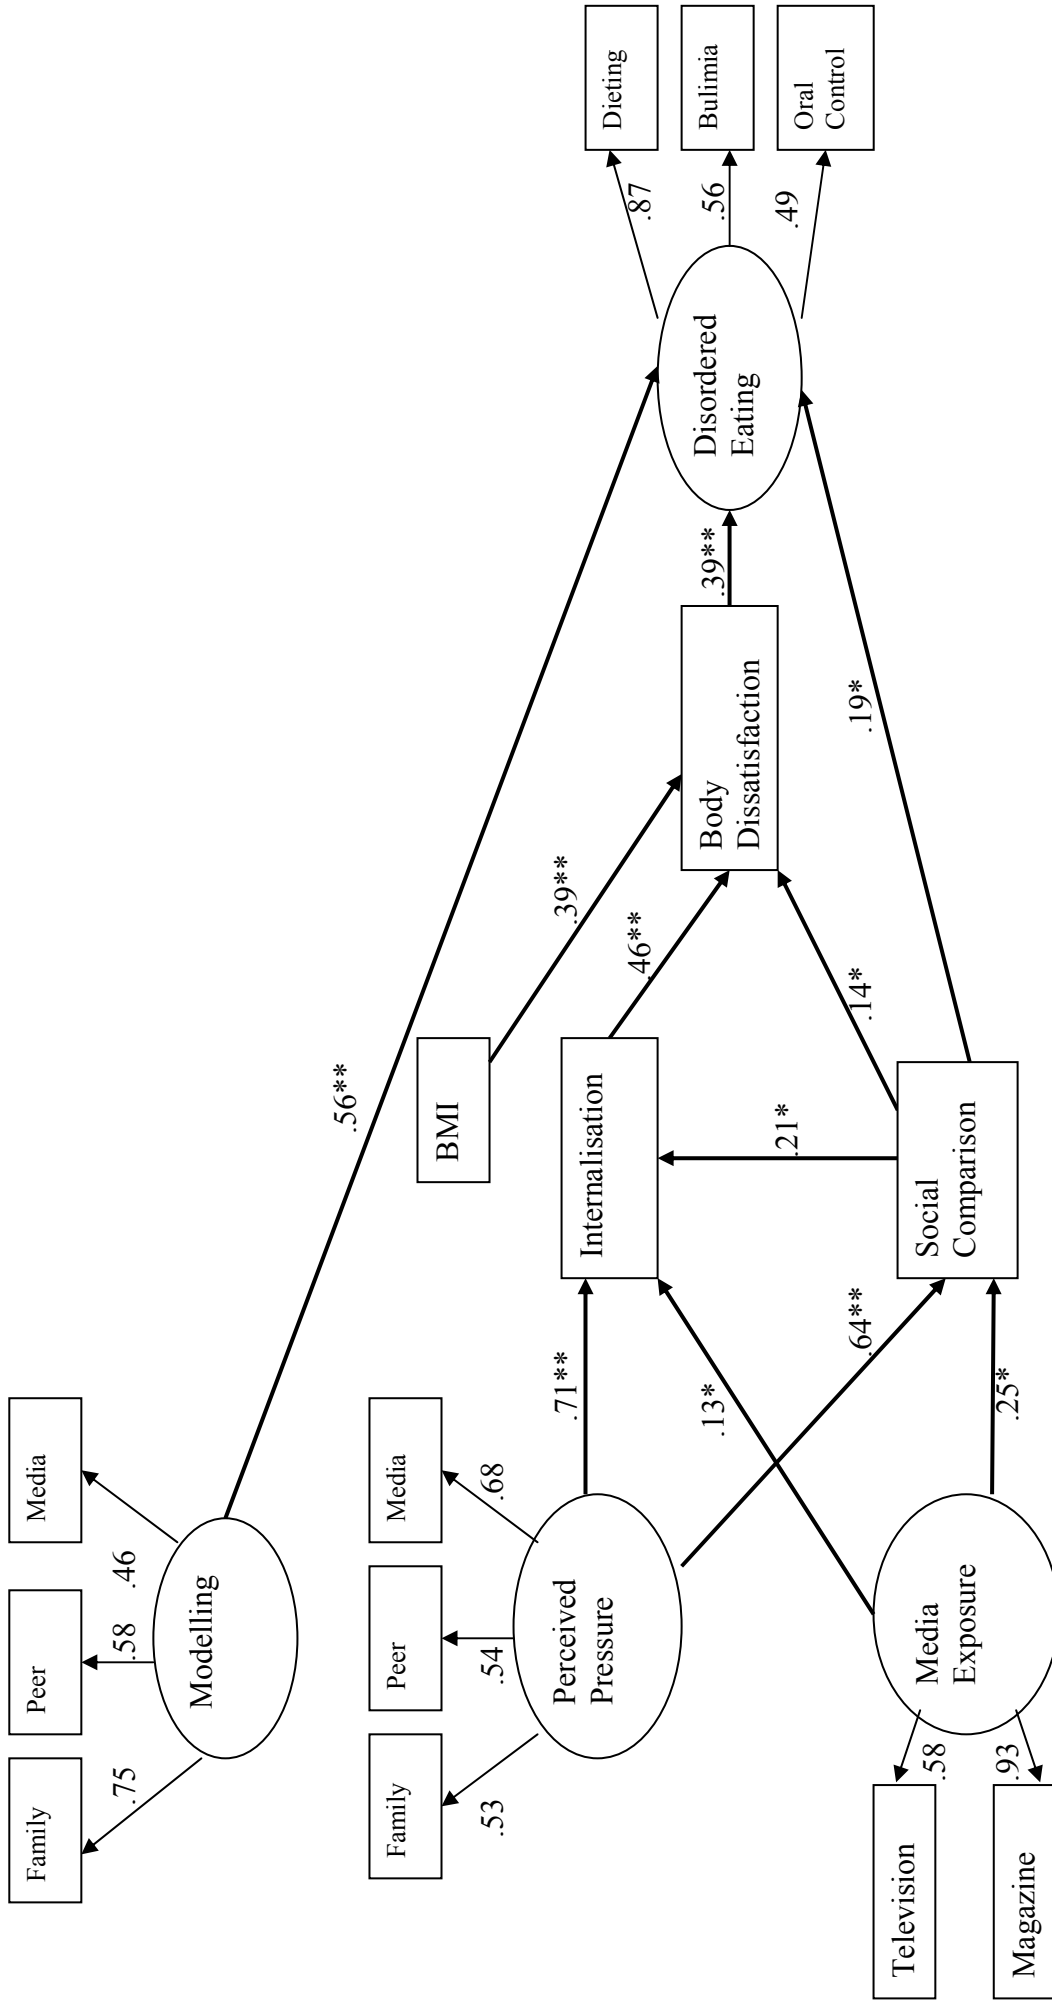 Family
Peer
Media
.75
.58
.46
Modelling
.56**
Family
Peer
Media
.53
.54
.68
Perceived
Pressure
.71**
.13*
.64**
BMI
.39**
Internalisation
.46**
.21*
Social
Comparison
.14*
.19*
.25*
Media
Exposure
.58
.93
Television
Magazine
Body
Dissatisfaction
.39**
Disordered
Eating
.87
.56
.49
Dieting
Bulimia
Oral
Control